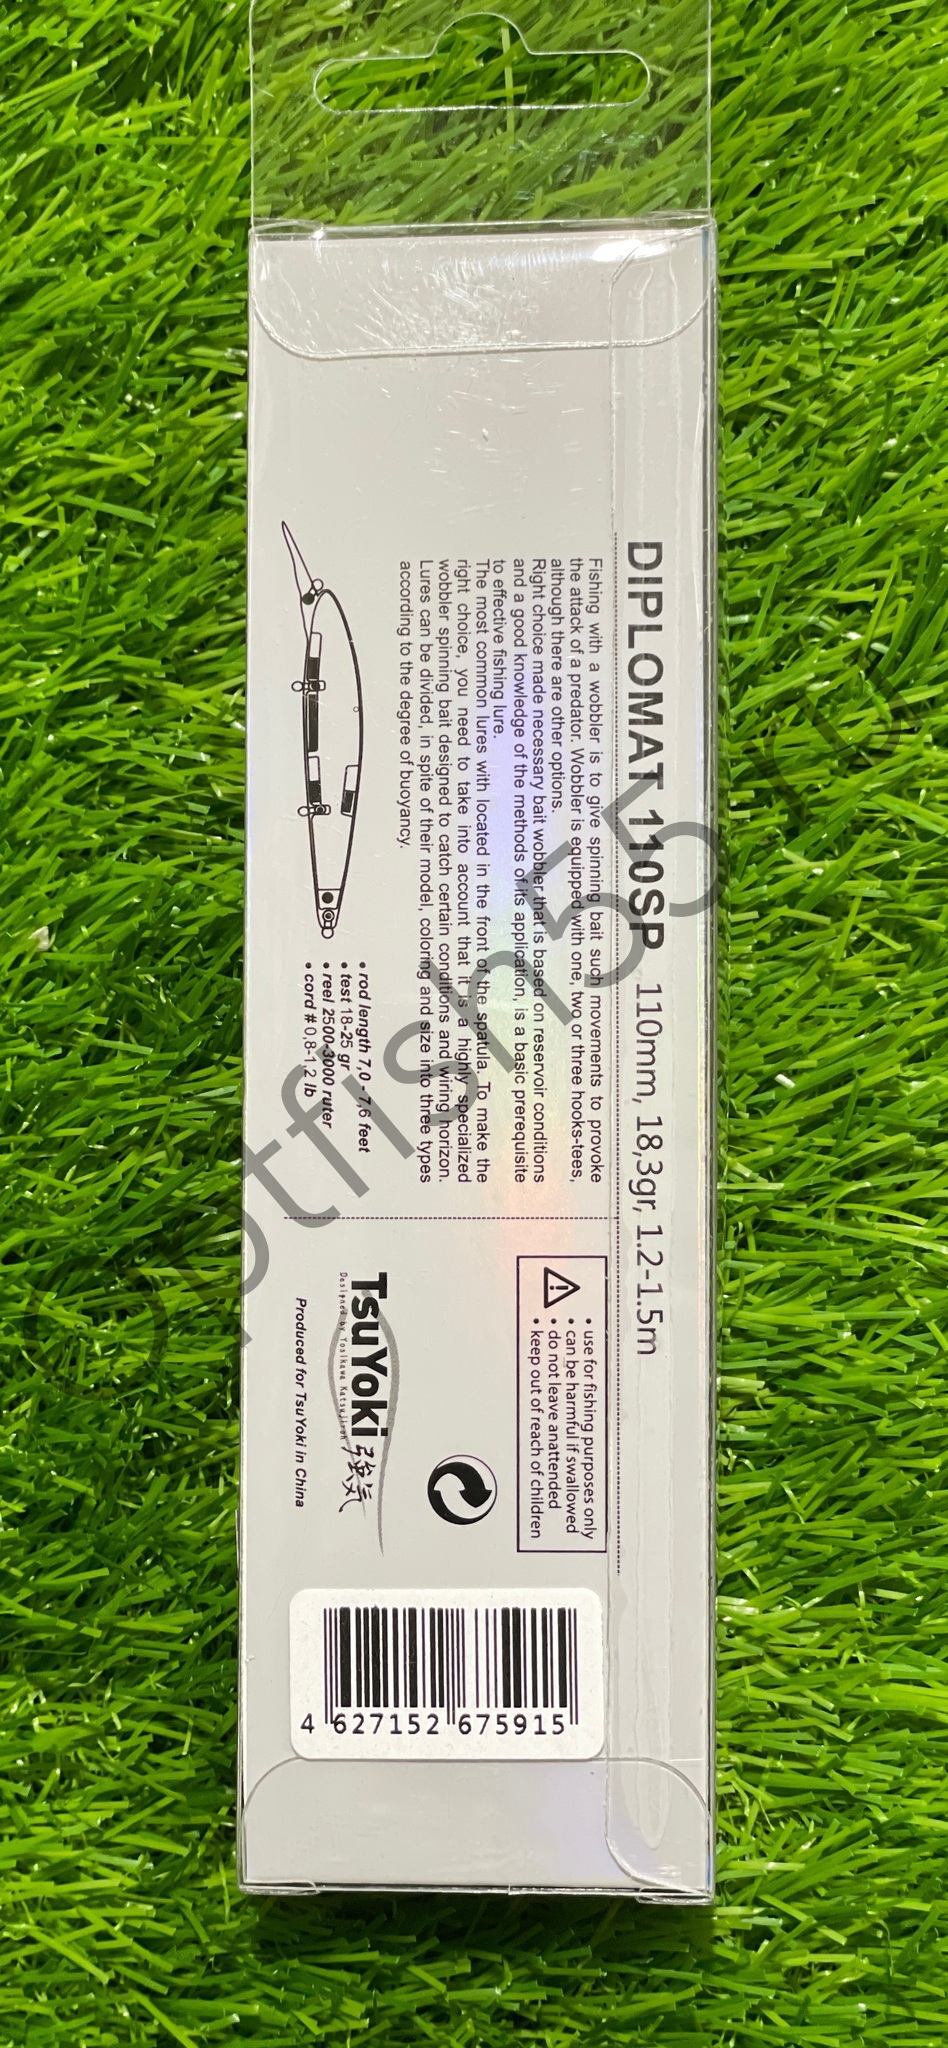 DIPLOMAT 110SP 110mm, 18,3gr, 1.2-1.5m
Fishing with a wobbler is to give spinning bait such movements to provoke
the attack of a predator. Wobbler is equipped with one, two or three hooks-tees,
although there are other options.
Right choice made necessary bait wobbler that is based on reservoir conditions
and a good knowledge of the methods of its application, is a basic prerequisite
to effective fishing lure.
The most common lures with located in the front of the spatula. To make the
right choice, you need to take into account that it is a highly specialized
wobbler spinning bait designed to catch certain conditions and wiring horizon.
Lures can be divided, in spite of their model, coloring and size into three types
according to the degree of buoyancy.
• rod length 7,0 - 7,6 feet
• test 18-25 gr
• reel 2500-3000 ruter
• cord # 0,8-1,2 lb
• use for fishing purposes only
• can be harmful if swallowed
• do not leave anattended
• keep out of reach of children
TsuYoki 強気
Designed by Yosikawa Katsujiroh
Produced for TsuYoki in China
4 627152 675915
optfish55